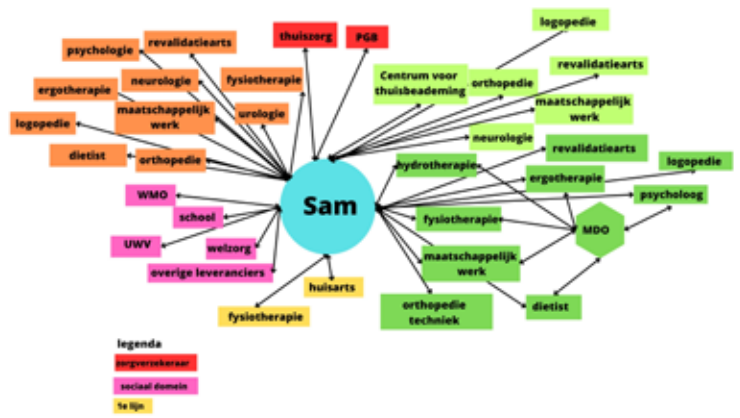 logopedie
psychologie
revalidatiearts
thuiszorg
PGB
revalidatiearts
ergotherapie
neurologie
fysiotherapie
Centrum voor
thuisbeademing
orthopedie
maatschappelijk
werk
urologie
maatschappelijk
werk
logopedie
neurologie
dietist
orthopedie
hydrotherapie
revalidatiearts
logopedie
ergotherapie
psycholoog
WMO
school
Sam
fysiotherapie
MDO
UWV
welzorg
maatschappelijk
werk
overige leveranciers
huisarts
fysiotherapie
orthopedie
techniek
dietist
legenda
zorgverzekeraar
sociaal domein
1e lijn